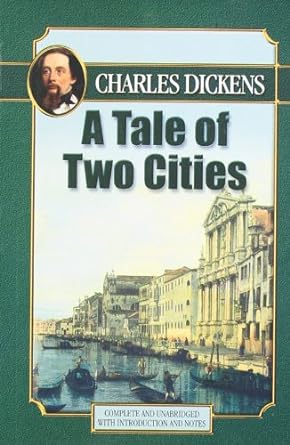 CHARLES DICKENS
A Tale of
Two Cities
COMPLETE AND UNABRIDGED
WITH INTRODUCTION AND NOTES